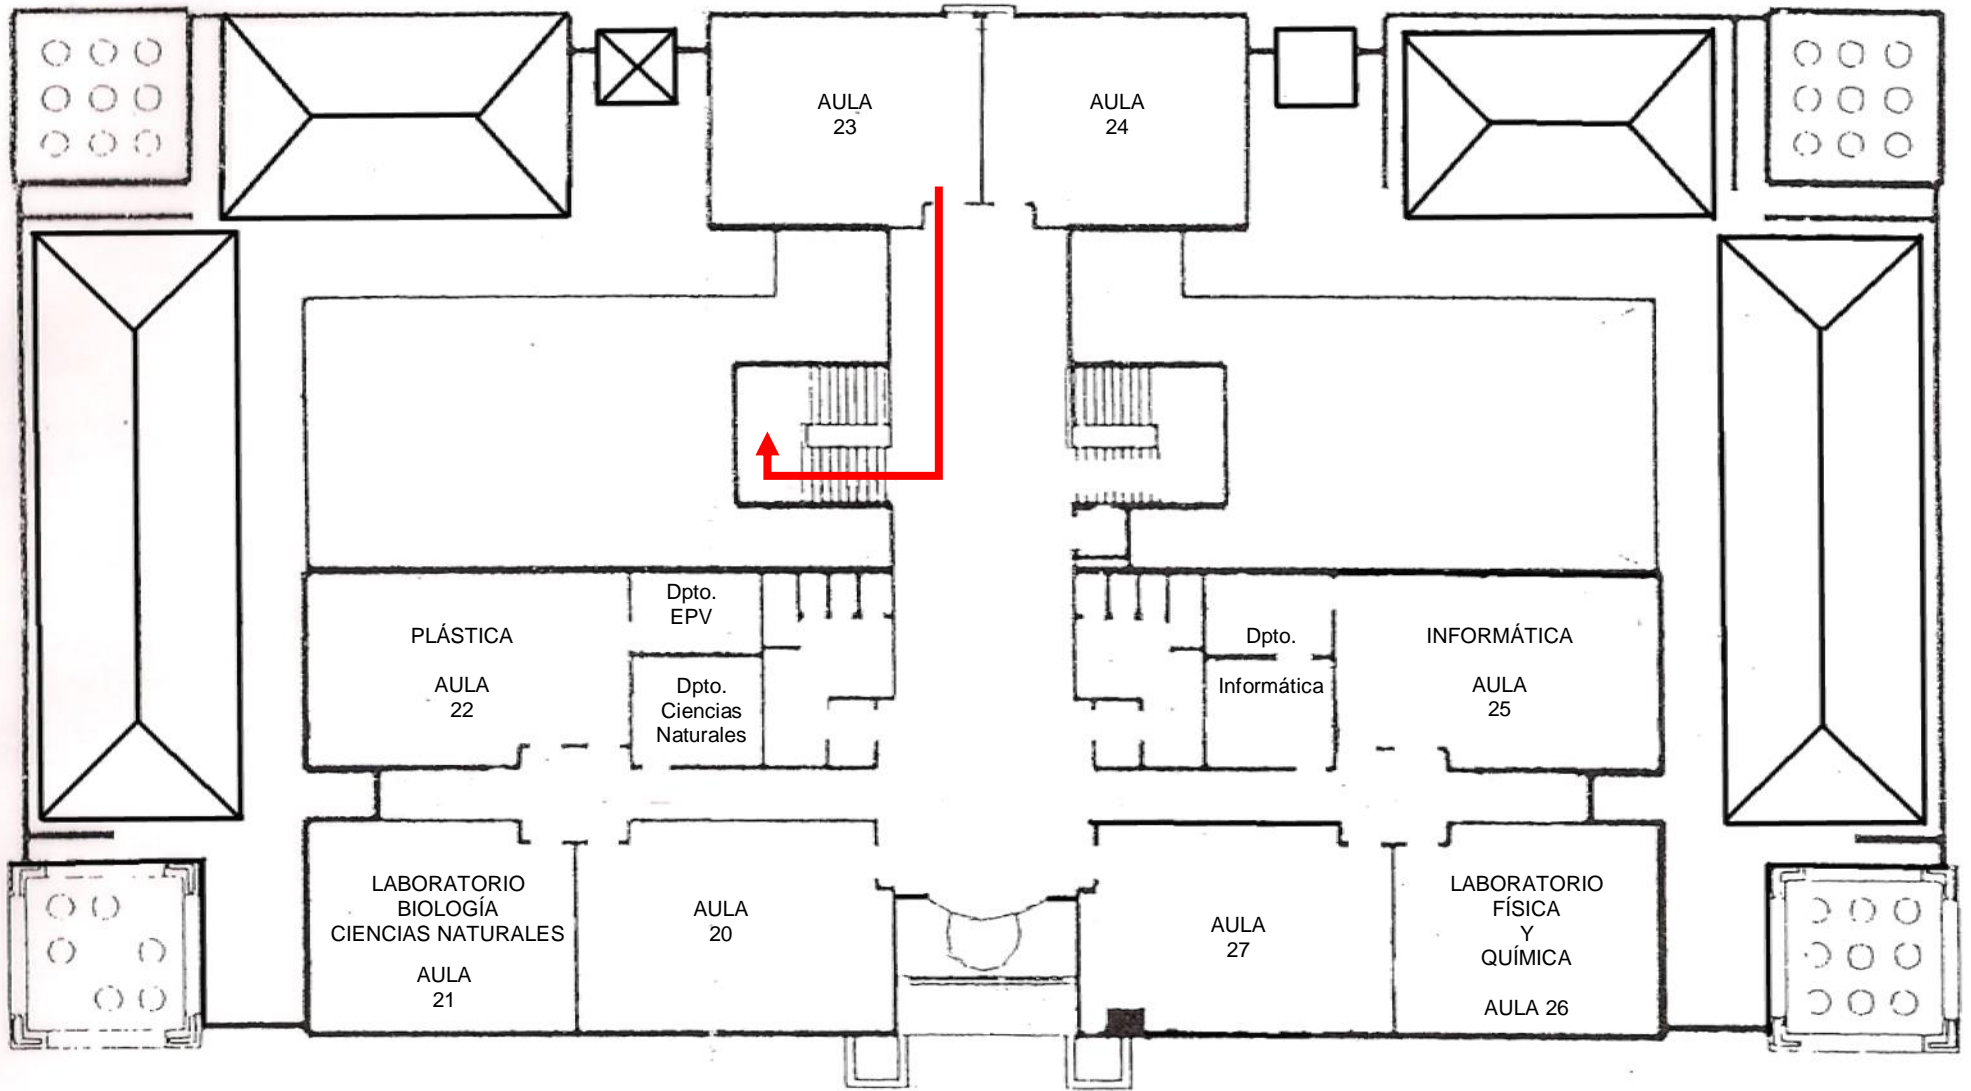 AULA
23
AULA
24
PLÁSTICA
AULA
22
Dpto.
EPV
Dpto.
Ciencias
Naturales
Dpto.
Informática
INFORMÁTICA
AULA
25
LABORATORIO
BIOLOGÍA
CIENCIAS NATURALES
AULA
21
AULA
20
AULA
27
LABORATORIO
FÍSICA
Y
QUÍMICA
AULA 26